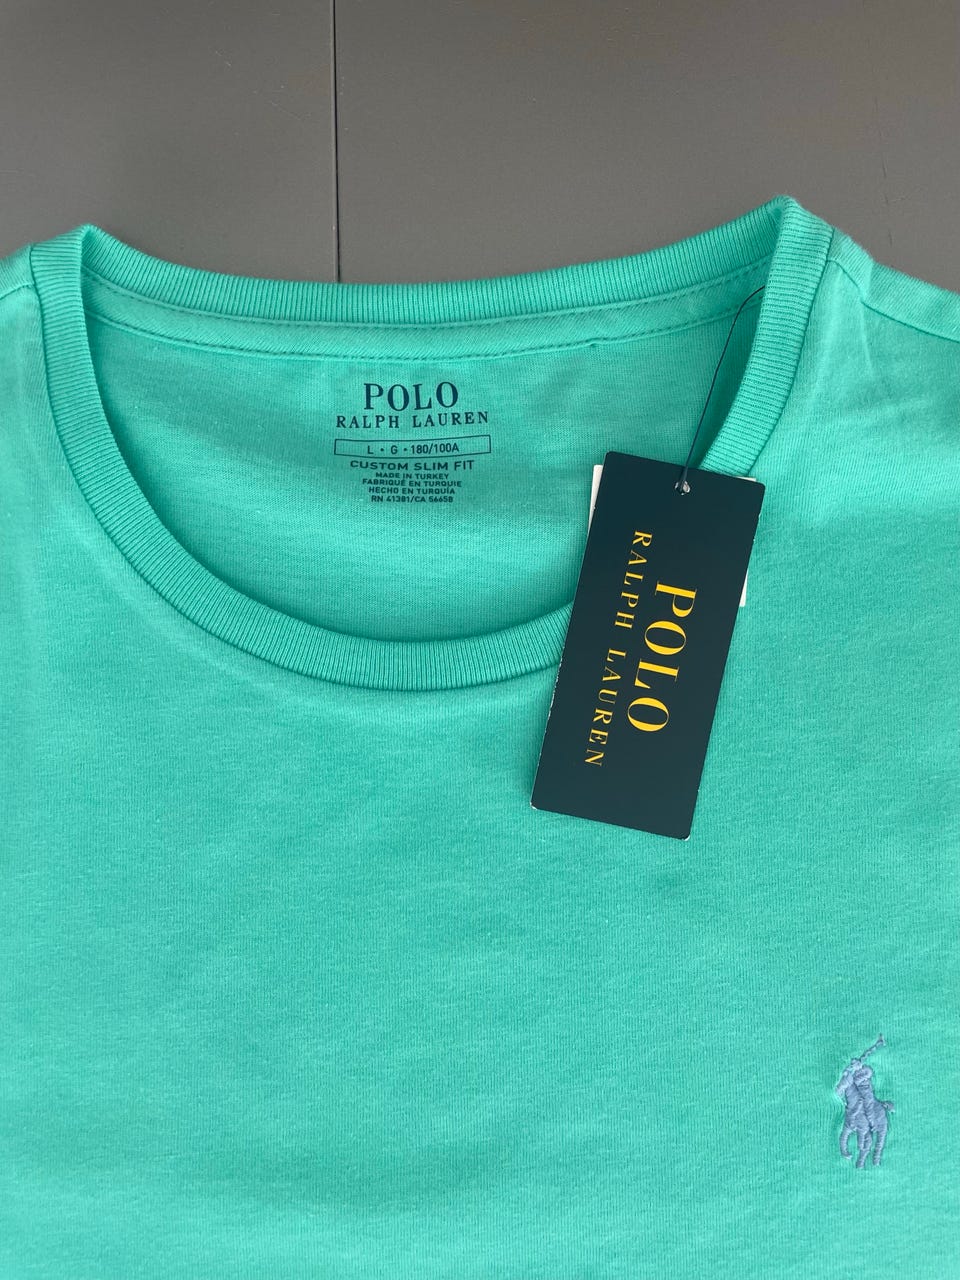 POLO
RALPH LAUREN
L • G • 180/100A
CUSTOM SLIM FIT
MADE IN TURKEY
FABRIQUÉ EN TURQUIE
HECHO EN TURQUÍA
RN 41381/CA 56658
POLO
RALPH LAUREN